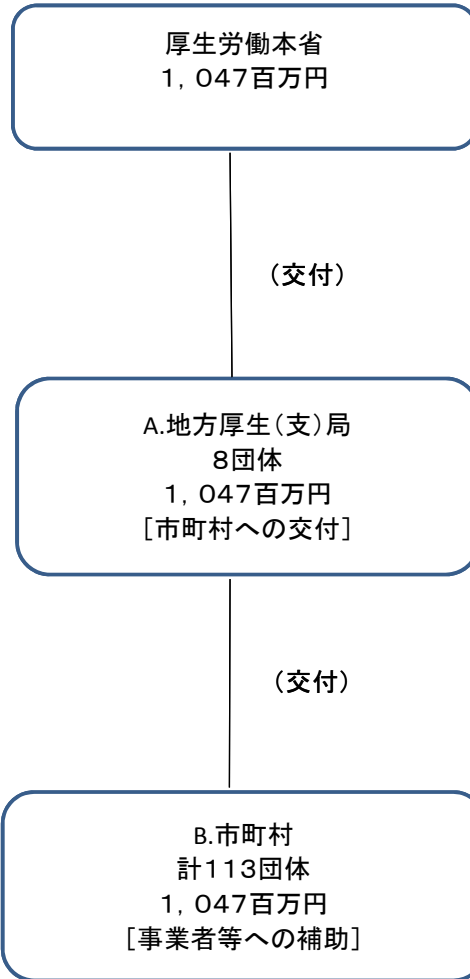 厚生労働本省
１，０４７百万円
（交付）
A.地方厚生（支）局
８団体
１，０４７百万円
［市町村への交付］
（交付）
B.市町村
計１１３団体
１，０４７百万円
［事業者等への補助］